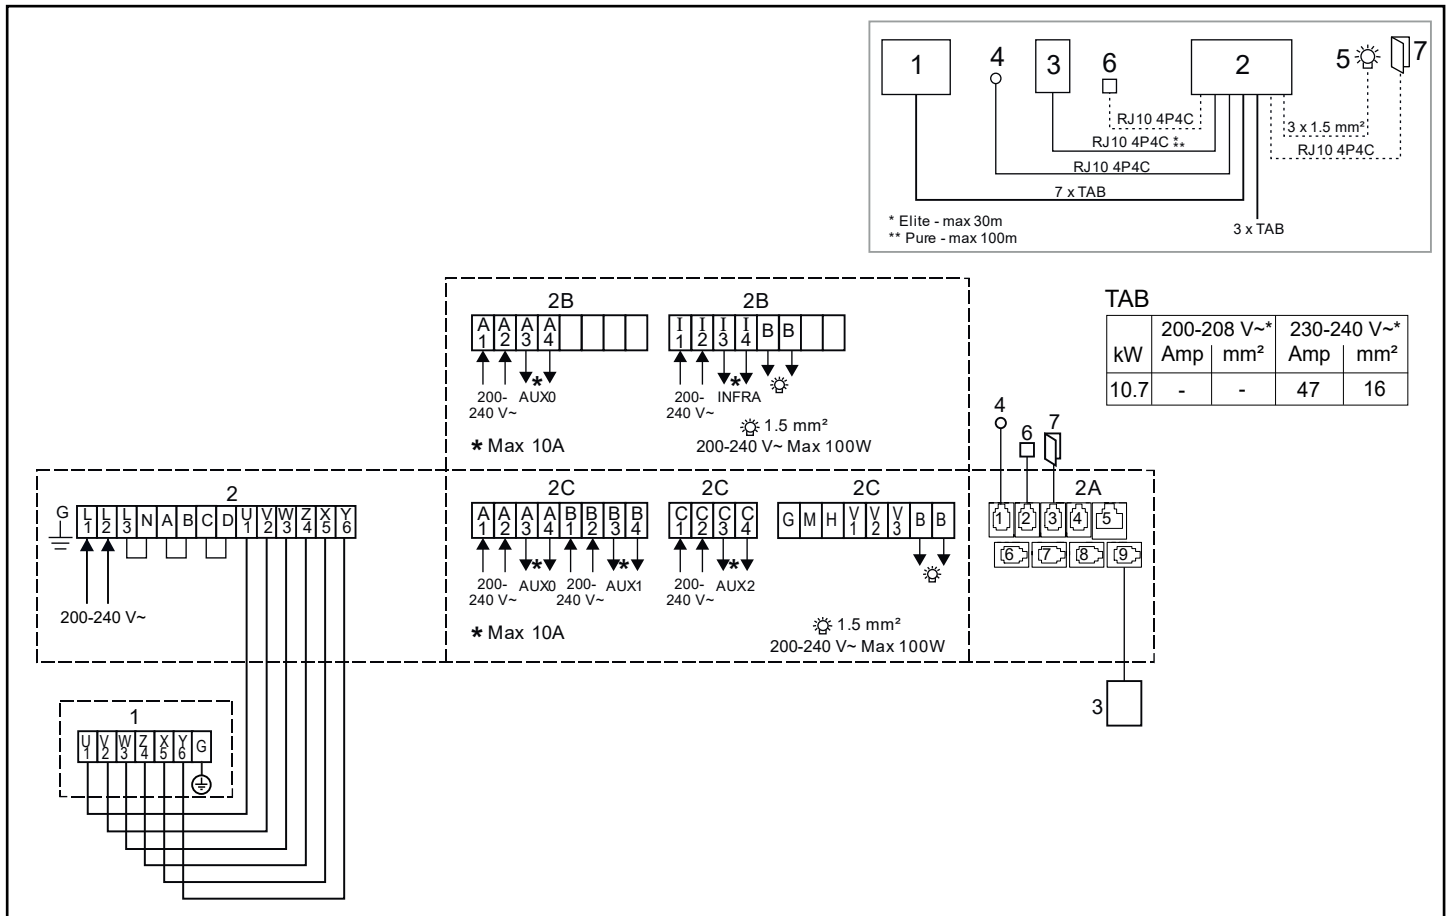 1 4 3 6 2 5 7
RJ10 4P4C
3 x 1.5 mm²
RJ10 4P4C *
**
RJ10 4P4C
RJ10 4P4C
7 x TAB
* Elite - max 30m
** Pure - max 100m
3 x TAB
TAB
200-208 V~* 230-240 V~*
kW Amp mm² Amp mm²
10.7 - - 47 16
2B
A1 A2 A3 A4
200-240 V~
* AUX0
* Max 10A
2B
I1 I2 I3 I4 B B
200-240 V~
* INFRA
1.5 mm²
200-240 V~ Max 100W
2
G L1 L2 L3 N A B C D U1 V2 W3 Z4 X5 Y6
200-240 V~
2C
A1 A2 A3 A4 B1 B2 B3 B4
200-240 V~
* AUX0
200-240 V~
* AUX1
* Max 10A
2C
C1 C2 C3 C4
200-240 V~
* AUX2
2C
G M H V1 V2 V3 B B
1.5 mm²
200-240 V~ Max 100W
4 6 7
2A
1 2 3 4 5
6 7 8 9
3
1
U1 V2 W3 Z4 X5 Y6 G